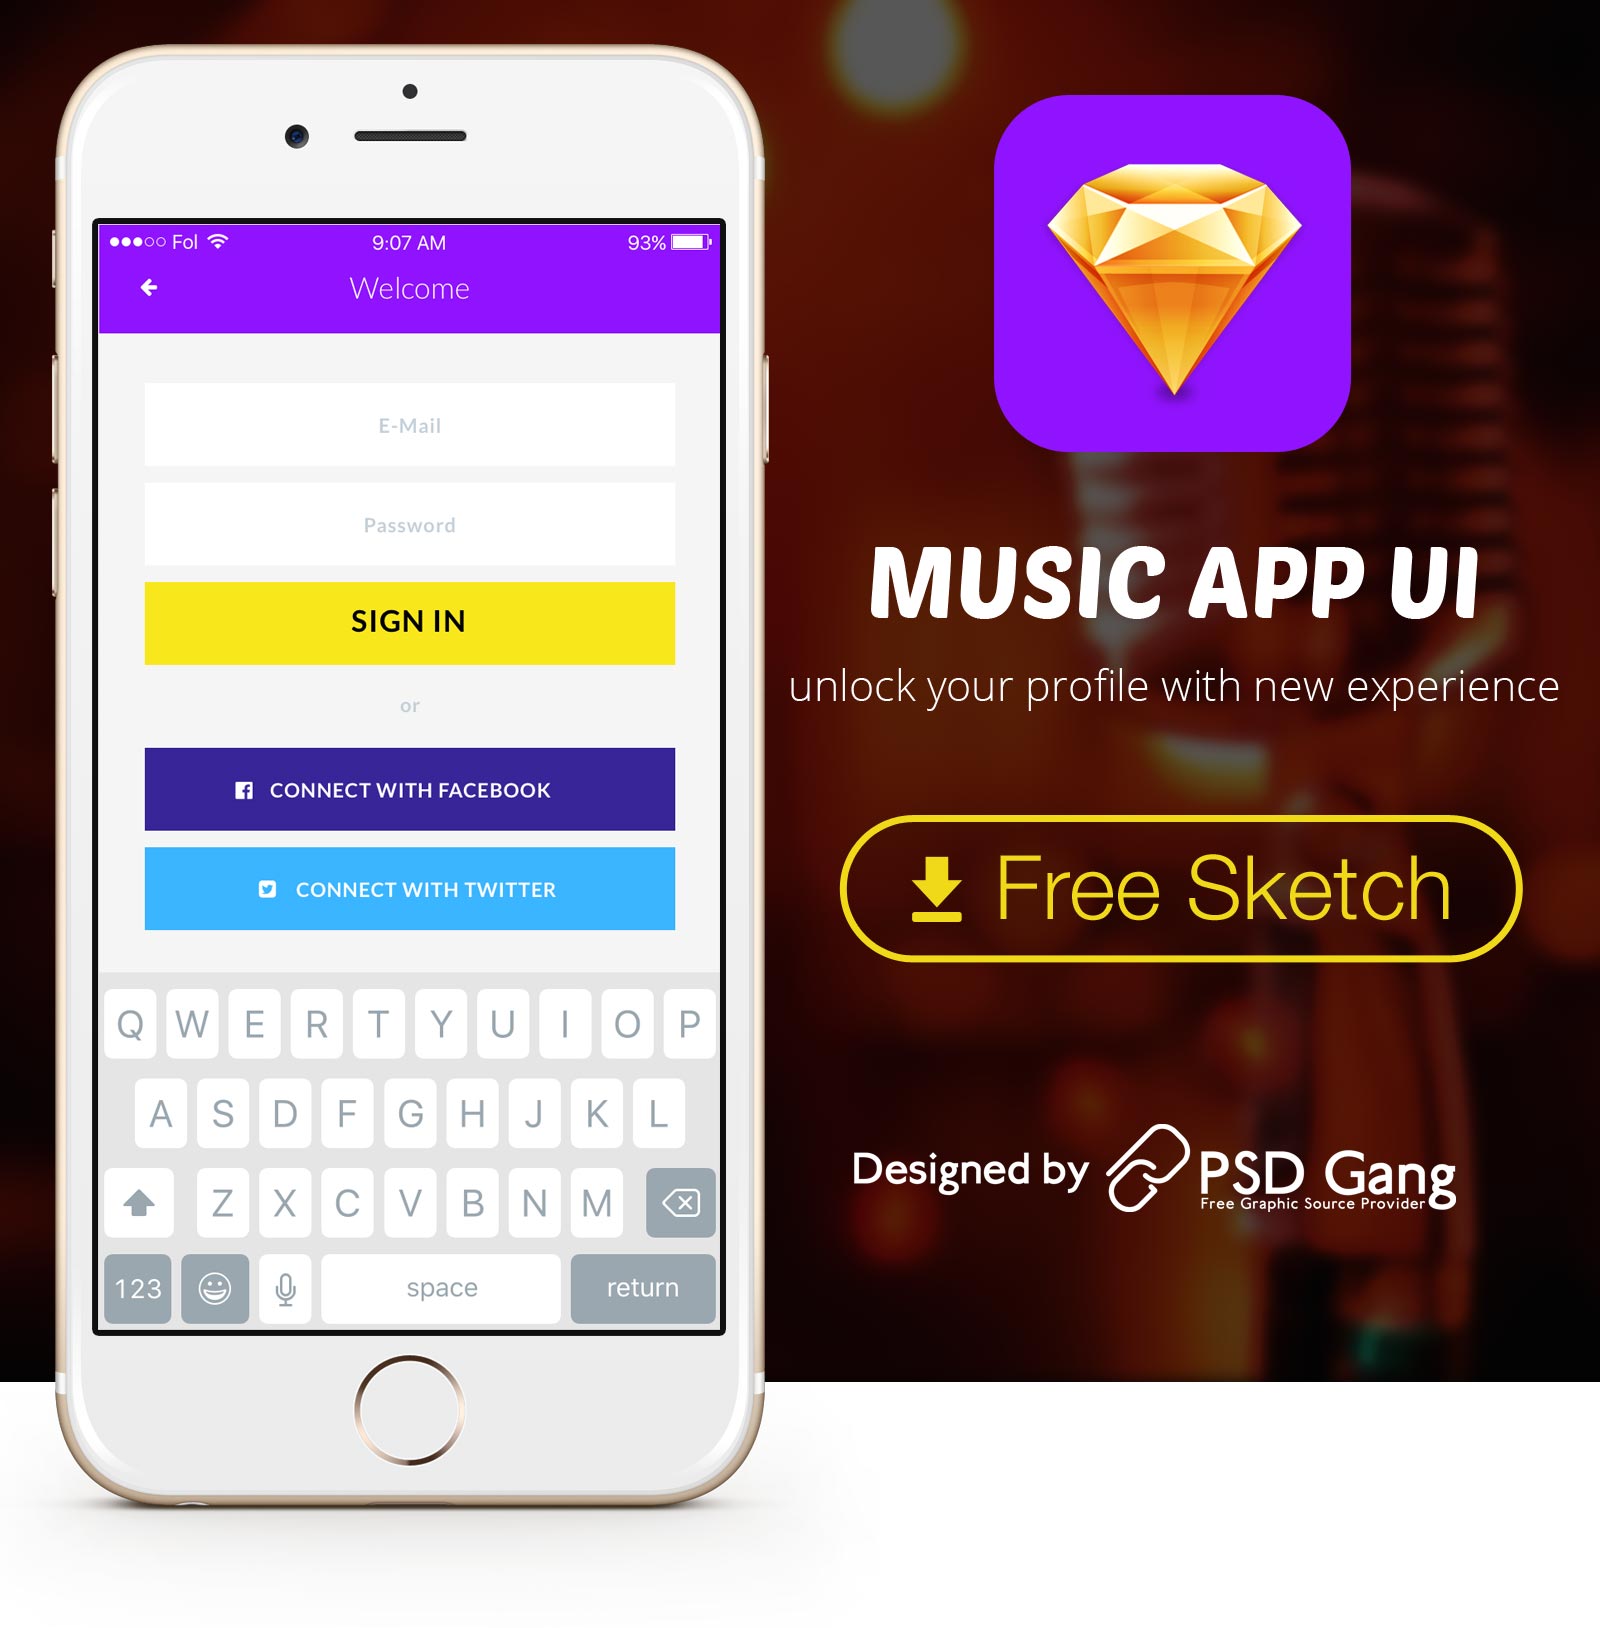 Fol 9:07 AM 93%
Welcome
E-Mail
Password
SIGN IN
or
CONNECT WITH FACEBOOK
CONNECT WITH TWITTER
Q W E R T Y U I O P
A S D F G H J K L
Z X C V B N M
123 space return
MUSIC APP UI
unlock your profile with new experience
Free Sketch
Designed by PSD Gang
Free Graphic Source Provider